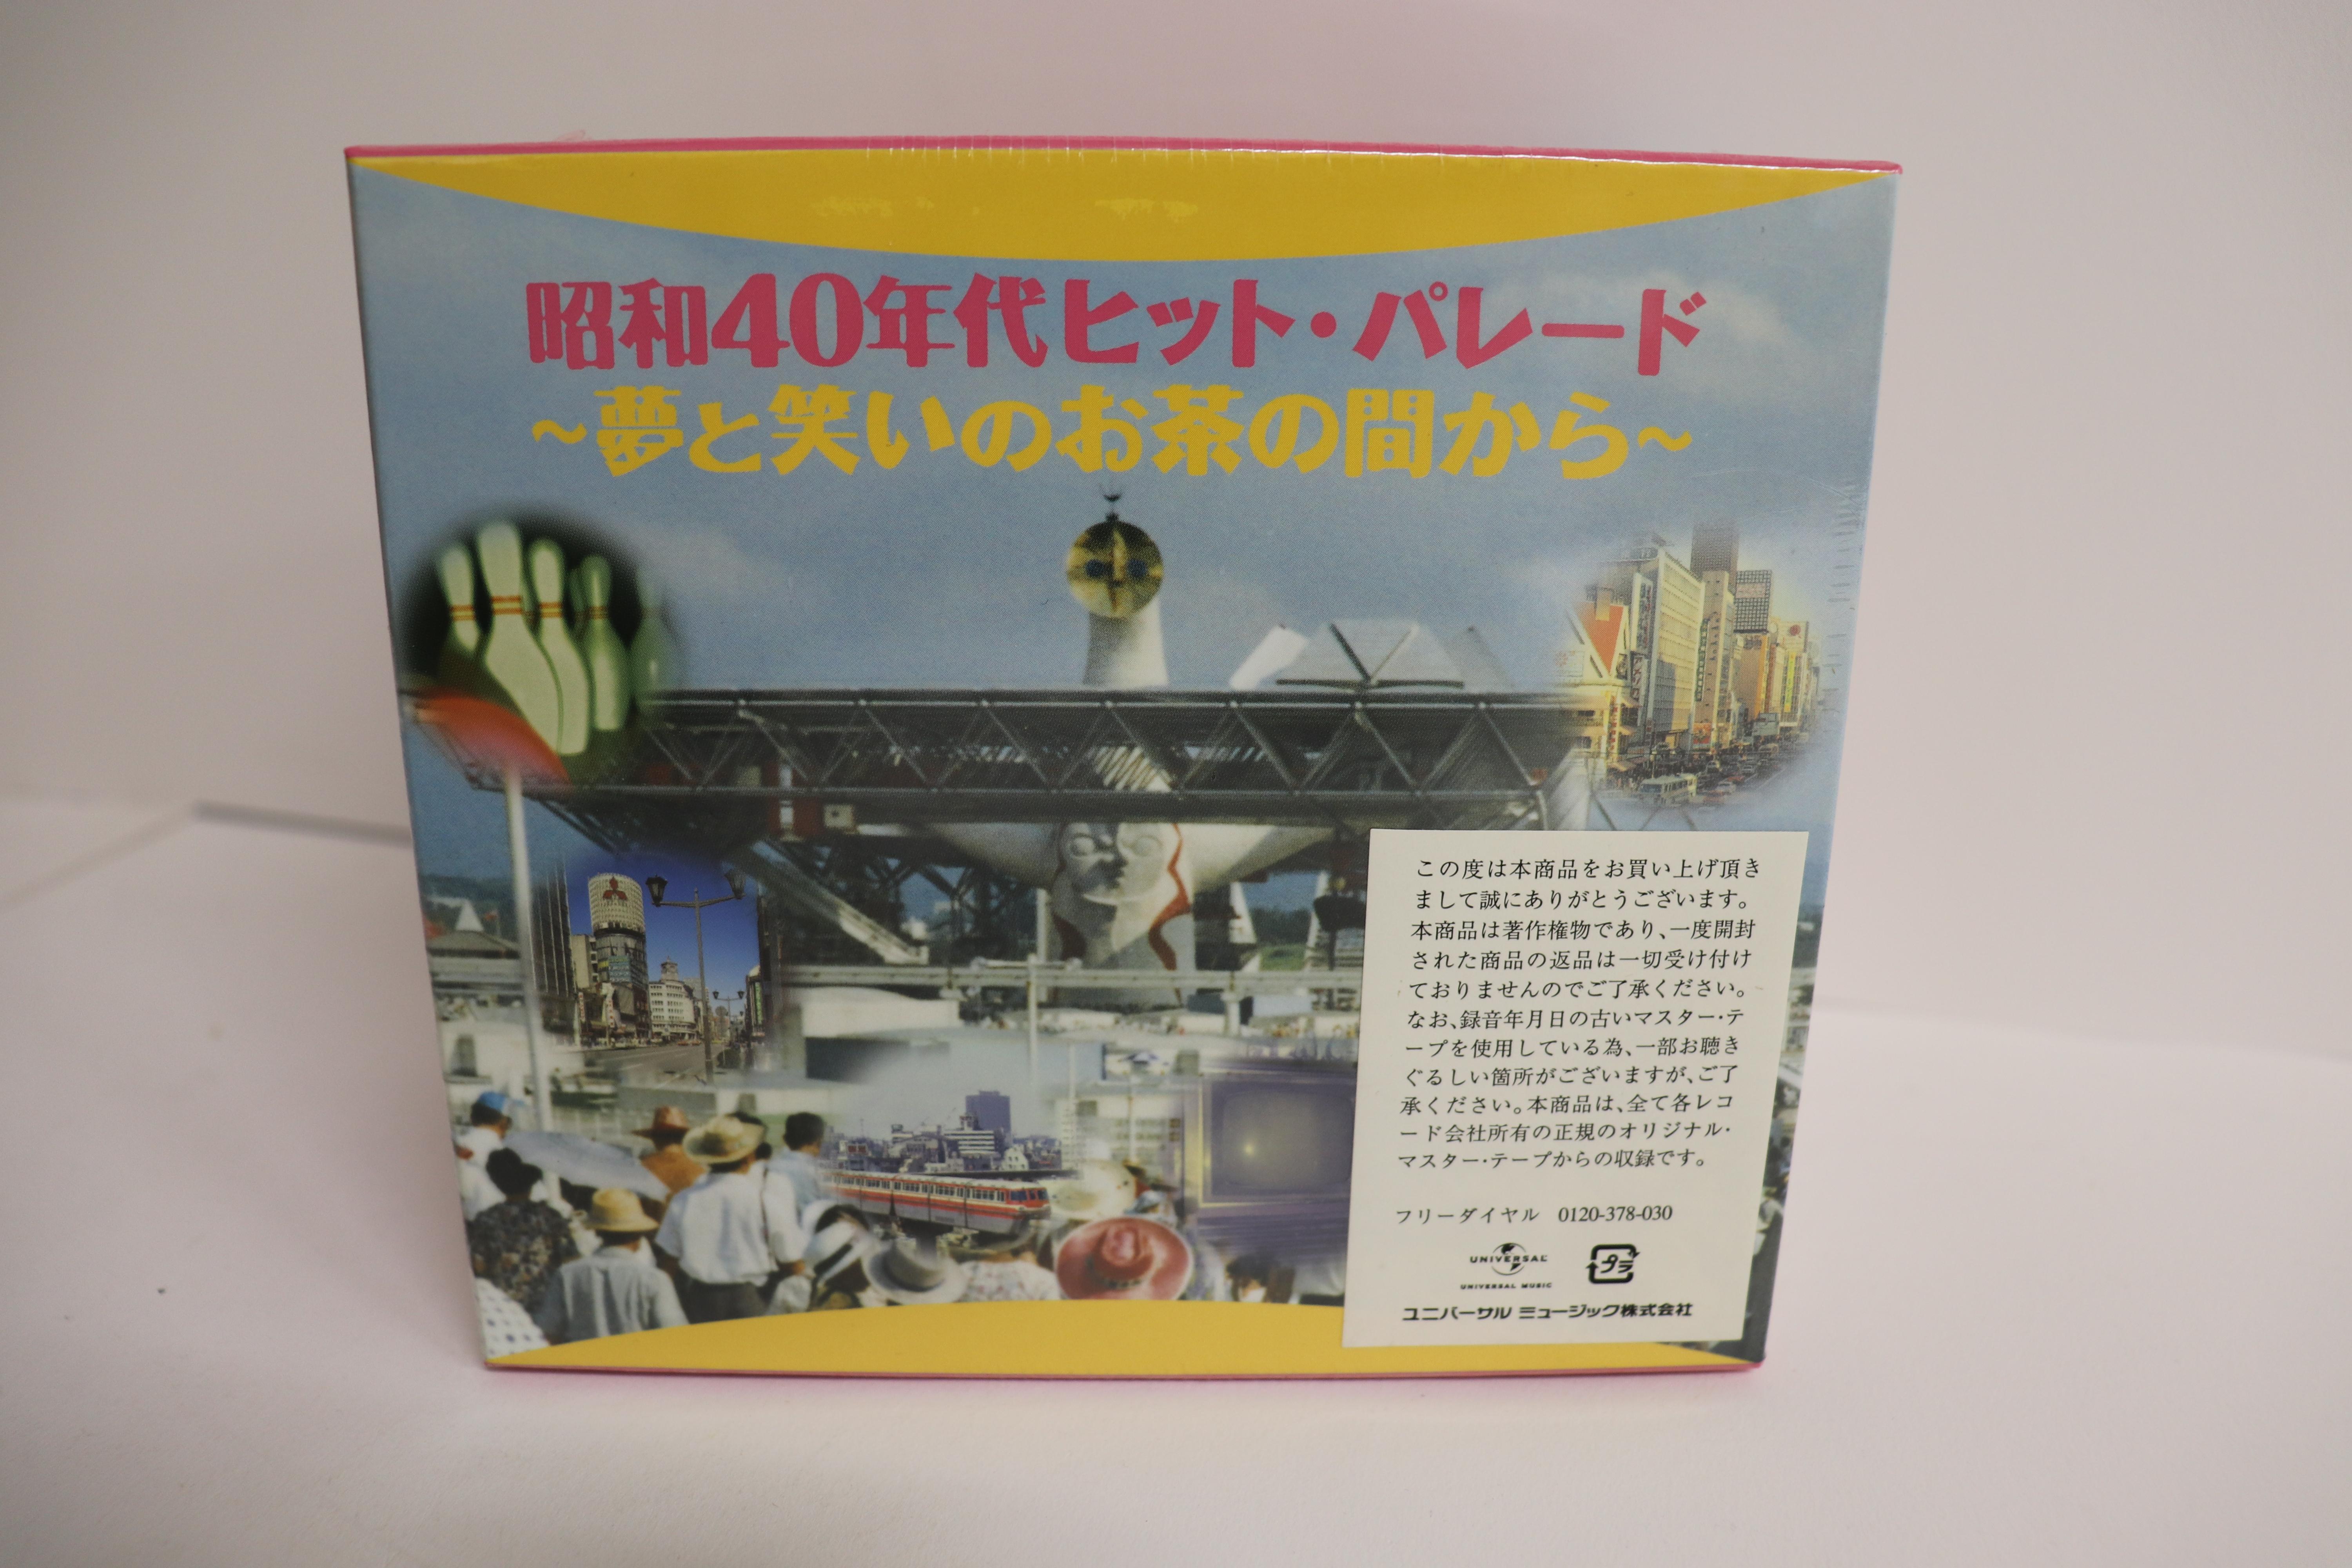 昭和40年代ヒット・パレード
~夢と笑いのお茶の間から~
この度は本商品をお買い上げ頂き
まして誠にありがとうございます。
本商品は著作権物であり、一度開封
された商品の返品は一切受け付け
ておりませんのでご了承ください。
なお、録音年月日の古いマスター・テ
ープを使用している為、一部お聴き
ぐるしい箇所がございますが、ご了
承ください。本商品は、全て各レコ
ード会社所有の正規のオリジナル・
マスター・テープからの収録です。
フリーダイヤル 0120-378-030
UNIVERSAL
プラ
UNIVERSAL MUSIC
ユニバーサル ミュージック株式会社